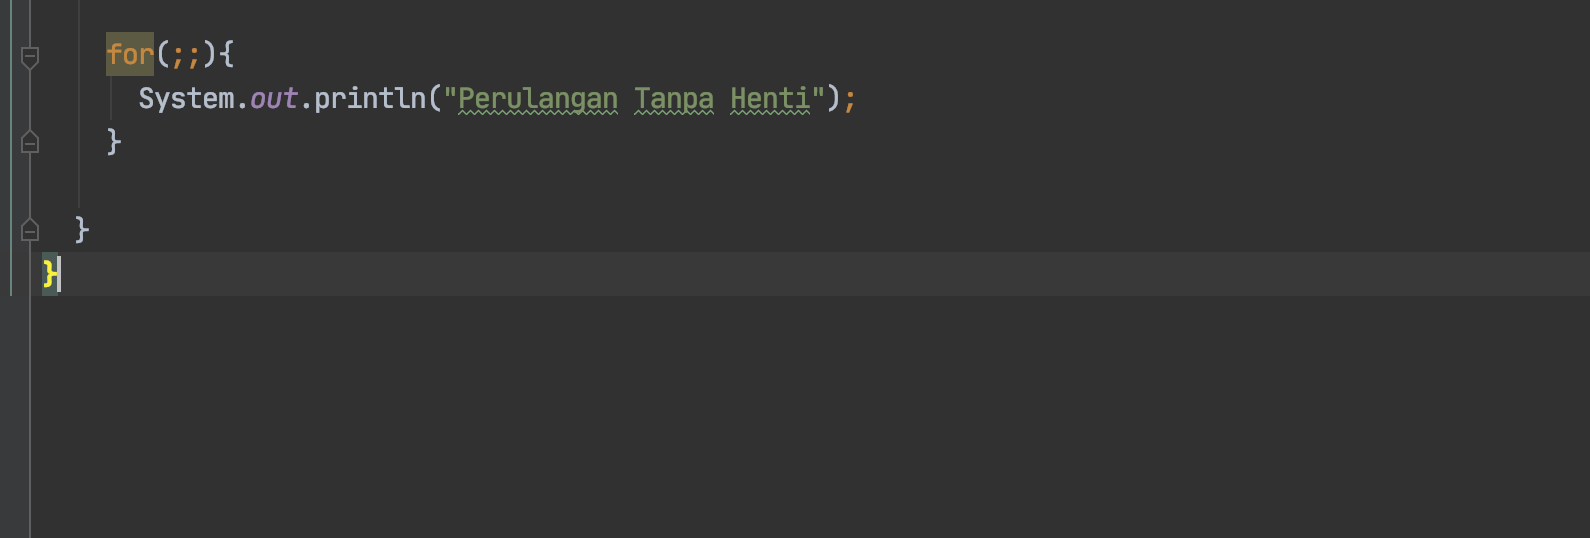 for(;;){
System.out.println("Perulangan Tanpa Henti");
}
}
}